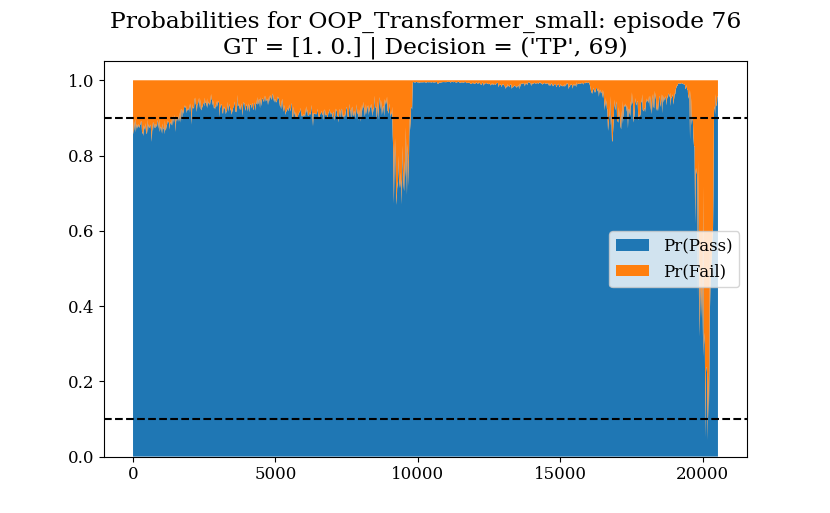 Probabilities for OOP_Transformer_small: episode 76
GT = [1. 0.] | Decision = ('TP', 69)
1.0
0.8
0.6
0.4
0.2
0.0
Pr(Pass)
Pr(Fail)
0
5000
10000
15000
20000